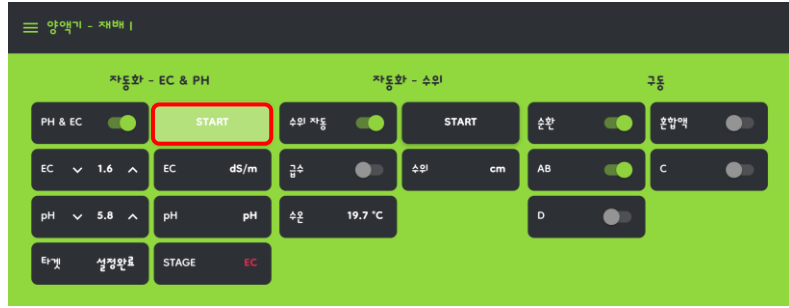 양액기 - 재배 |
자동화 - EC & PH
자동화 - 수위
구동
PH & EC
START
수위 자동
START
순환
혼합액
EC 1.6
EC dS/m
급수
수위 cm
AB
C
pH 5.8
pH pH
수온 19.7 °C
D
타겟 설정완료
STAGE EC